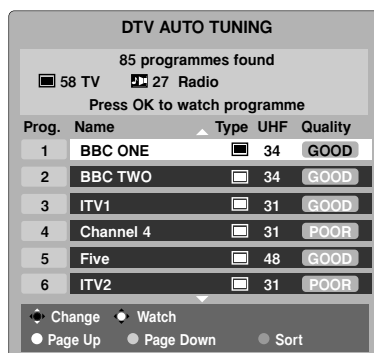 DTV AUTO TUNING
85 programmes found
58 TV 27 Radio
Press OK to watch programme
Prog. Name Type UHF Quality
1 BBC ONE 34 GOOD
2 BBC TWO 34 GOOD
3 ITV1 31 GOOD
4 Channel 4 31 POOR
5 Five 48 GOOD
6 ITV2 31 POOR
Change Watch
Page Up Page Down Sort